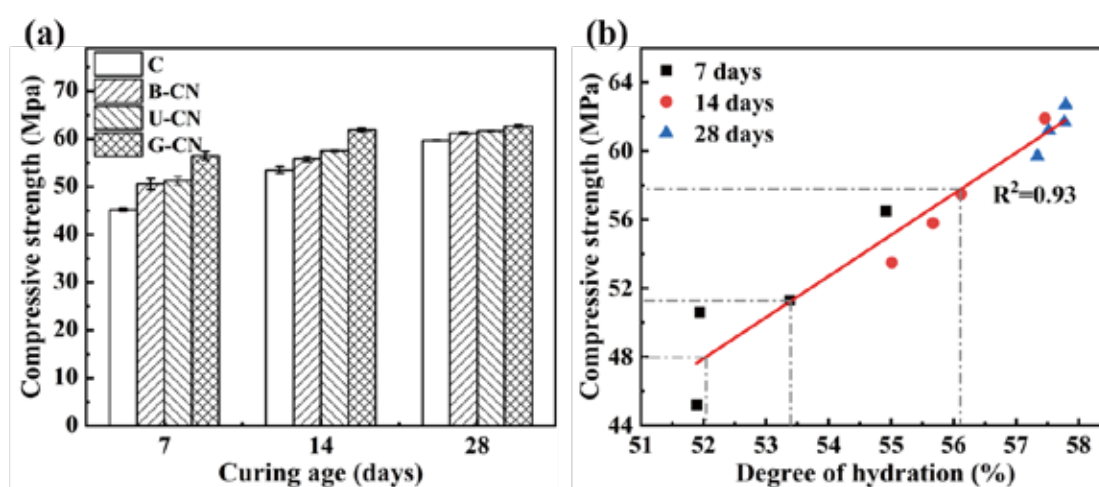 (a)
Compressive strength (Mpa)
80
70
60
50
40
30
20
10
0
C
B-CN
U-CN
G-CN
7
14
28
Curing age (days)
(b)
Compressive strength (MPa)
64
60
56
52
48
44
7 days
14 days
28 days
R²=0.93
51
52
53
54
55
56
57
58
Degree of hydration (%)